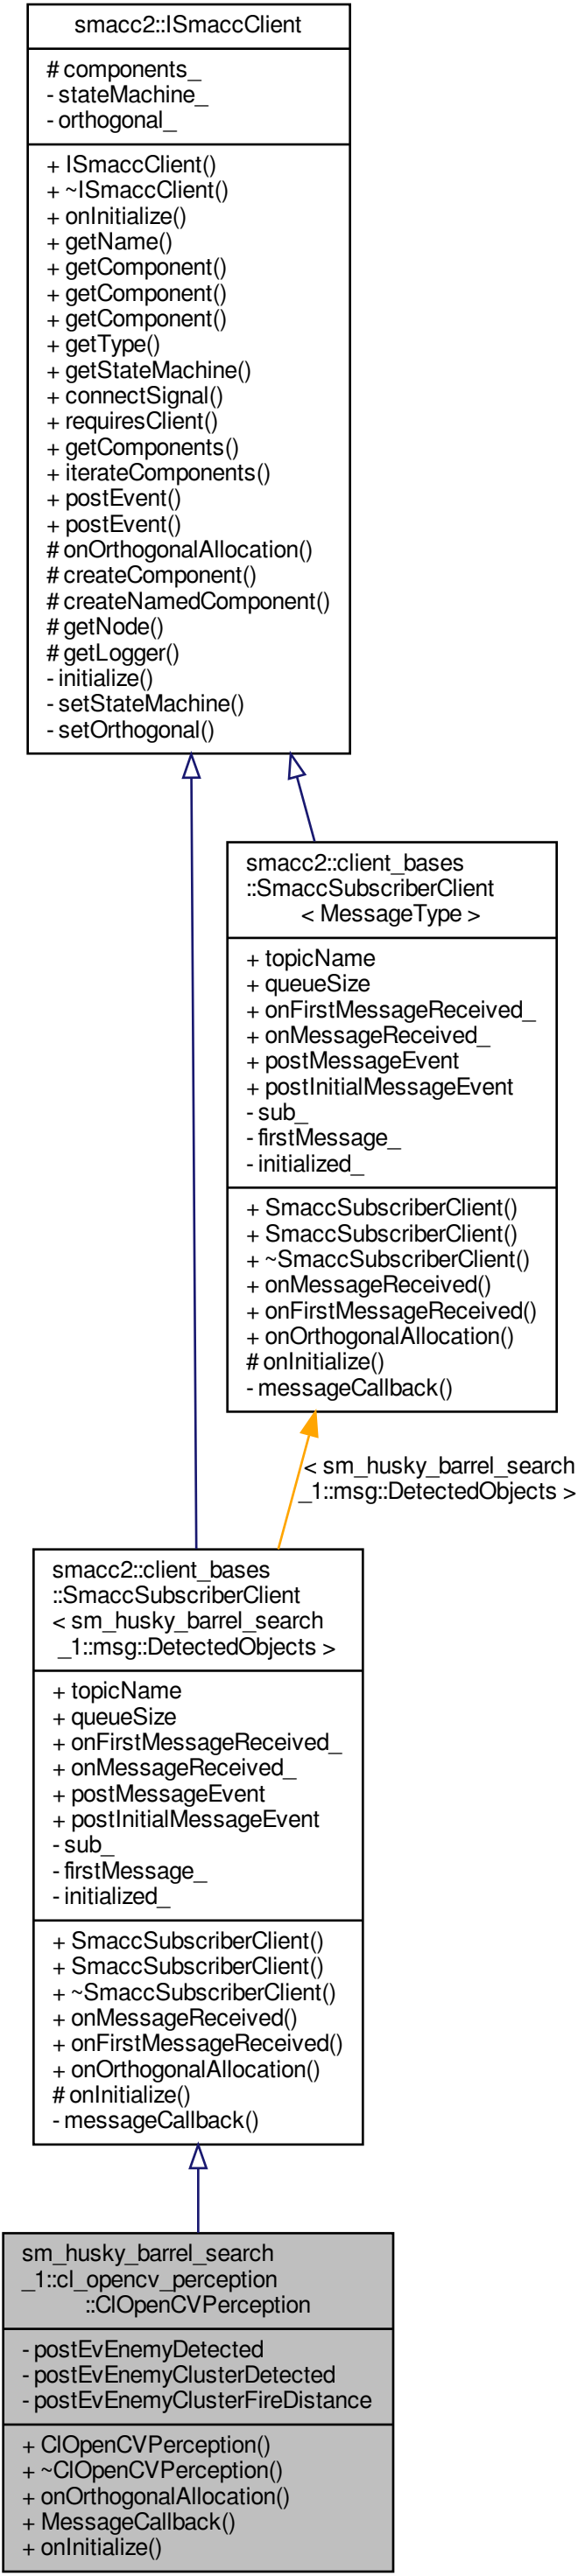 smacc2::ISmaccClient
# components_
- stateMachine_
- orthogonal_
+ ISmaccClient()
+ ~ISmaccClient()
+ onInitialize()
+ getName()
+ getComponent()
+ getComponent()
+ getComponent()
+ getType()
+ getStateMachine()
+ connectSignal()
+ requiresClient()
+ getComponents()
+ iterateComponents()
+ postEvent()
+ postEvent()
# onOrthogonalAllocation()
# createComponent()
# createNamedComponent()
# getNode()
# getLogger()
- initialize()
- setStateMachine()
- setOrthogonal()
smacc2::client_bases
::SmaccSubscriberClient
< MessageType >
+ topicName
+ queueSize
+ onFirstMessageReceived_
+ onMessageReceived_
+ postMessageEvent
+ postInitialMessageEvent
- sub_
- firstMessage_
- initialized_
+ SmaccSubscriberClient()
+ SmaccSubscriberClient()
+ ~SmaccSubscriberClient()
+ onMessageReceived()
+ onFirstMessageReceived()
+ onOrthogonalAllocation()
# onInitialize()
- messageCallback()
< sm_husky_barrel_search
_1::msg::DetectedObjects >
smacc2::client_bases
::SmaccSubscriberClient
< sm_husky_barrel_search
_1::msg::DetectedObjects >
+ topicName
+ queueSize
+ onFirstMessageReceived_
+ onMessageReceived_
+ postMessageEvent
+ postInitialMessageEvent
- sub_
- firstMessage_
- initialized_
+ SmaccSubscriberClient()
+ SmaccSubscriberClient()
+ ~SmaccSubscriberClient()
+ onMessageReceived()
+ onFirstMessageReceived()
+ onOrthogonalAllocation()
# onInitialize()
- messageCallback()
sm_husky_barrel_search
_1::cl_opencv_perception
::ClOpenCVPerception
- postEvEnemyDetected
- postEvEnemyClusterDetected
- postEvEnemyClusterFireDistance
+ ClOpenCVPerception()
+ ~ClOpenCVPerception()
+ onOrthogonalAllocation()
+ MessageCallback()
+ onInitialize()